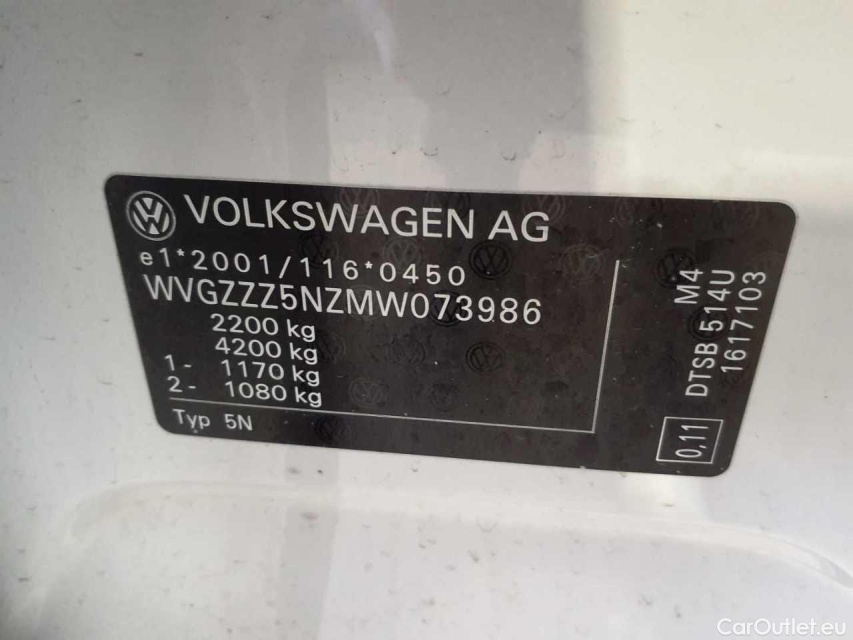 VOLKSWAGEN AG
e1*2001/116*0450
WVGZZZ5NZMW073986
2200 kg
4200 kg
1- 1170 kg
2- 1080 kg
Typ 5N
M4
DTSB 514U
1617103
0,11
CarOutlet.eu